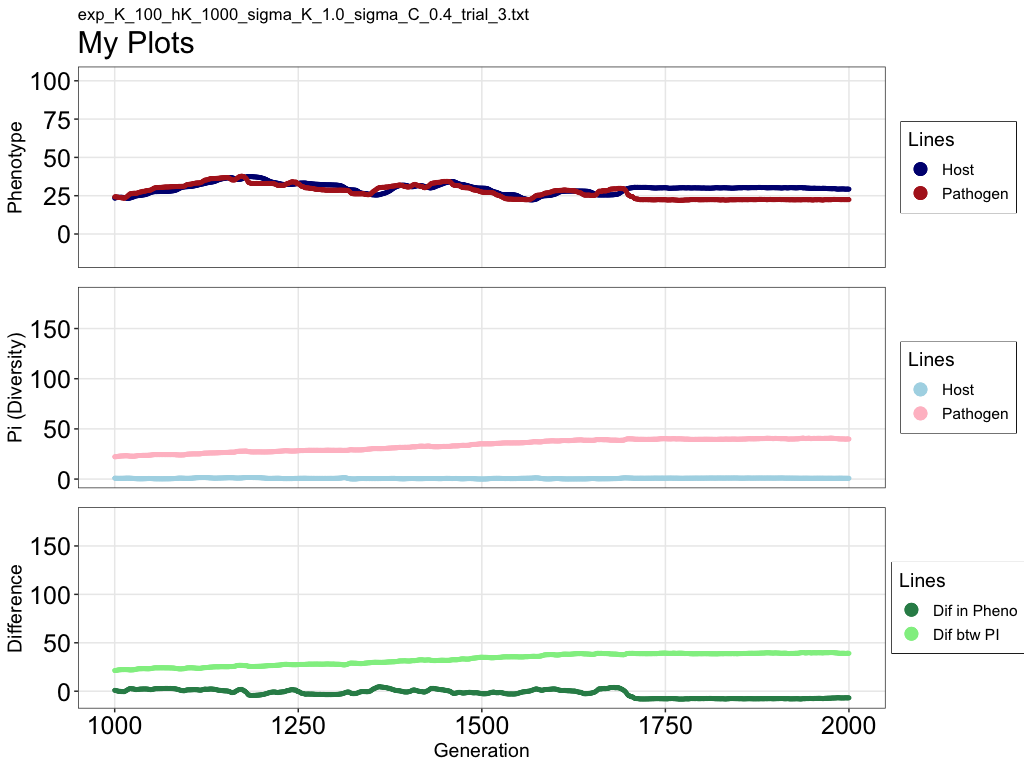 exp_K_100_hK_1000_sigma_K_1.0_sigma_C_0.4_trial_3.txt
My Plots
Phenotype
100
75
50
25
0
Lines
Host
Pathogen
Pi (Diversity)
150
100
50
0
Lines
Host
Pathogen
Difference
150
100
50
0
Lines
Dif in Pheno
Dif btw PI
1000 1250 1500 1750 2000
Generation